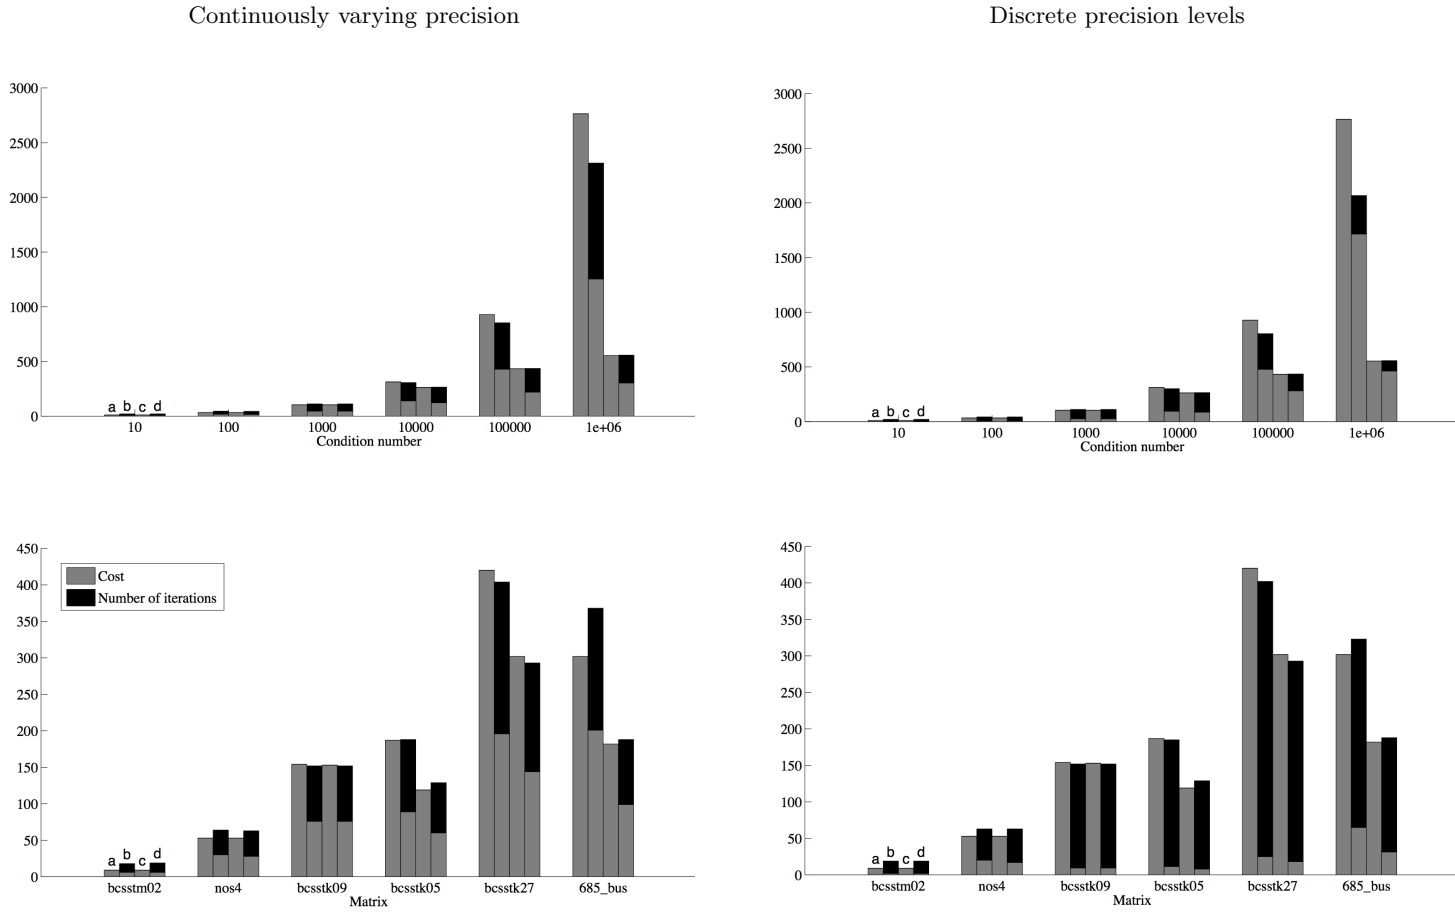 Continuously varying precision
Discrete precision levels
3000
2500
2000
1500
1000
500
0
a b c d
10 100 1000 10000 100000 1e+06
Condition number
3000
2500
2000
1500
1000
500
0
a b c d
10 100 1000 10000 100000 1e+06
Condition number
450
400
350
300
250
200
150
100
50
0
Cost
Number of iterations
a b c d
bcsstm02 nos4 bcsstk09 bcsstk05 bcsstk27 685_bus
Matrix
450
400
350
300
250
200
150
100
50
0
a b c d
bcsstm02 nos4 bcsstk09 bcsstk05 bcsstk27 685_bus
Matrix